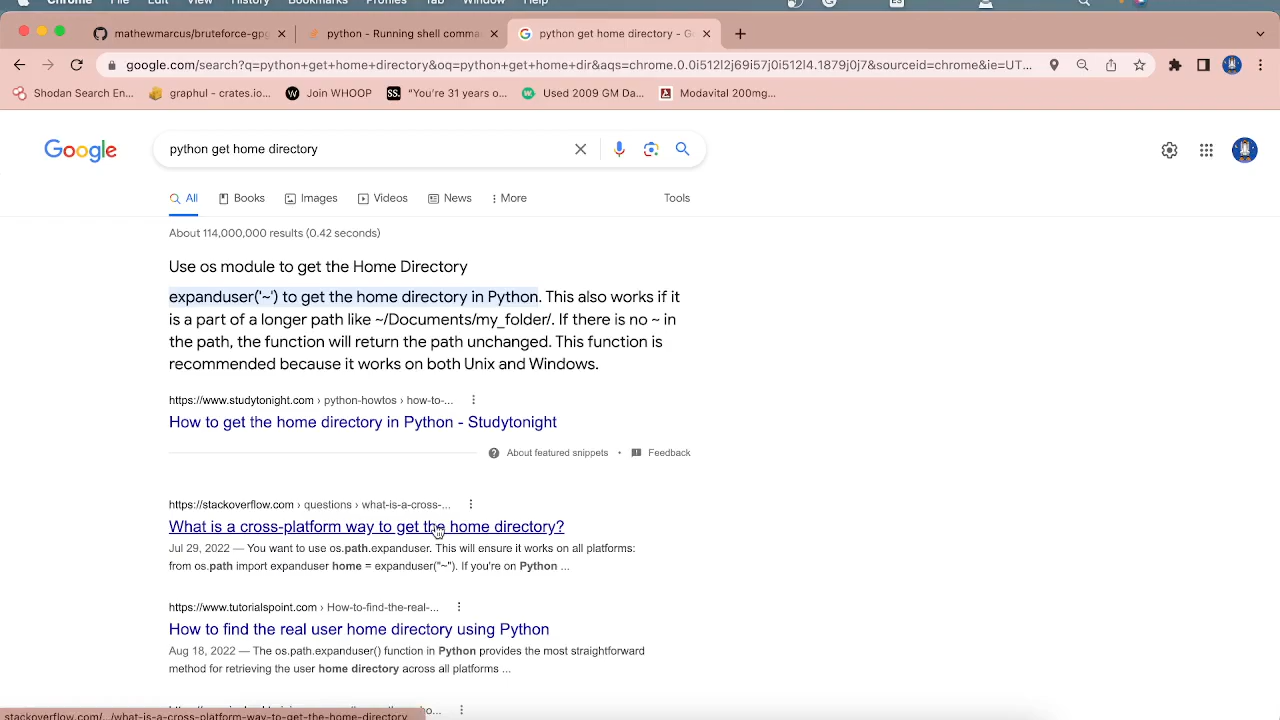 Chrome File Edit View History Bookmarks Profiles Tab Window Help
mathewmarcus/bruteforce-gpg
python - Running shell comma
python get home directory - G
google.com/search?q=python+get+home+directory&oq=python+get+home+dir&aqs=chrome.0.0i512l2j69i57j0i512l4.1879j0j7&sourceid=chrome&ie=UT...
Shodan Search En...
graphul - crates.io...
W Join WHOOP
SS. "You're 31 years o...
Used 2009 GM Da...
Modavital 200mg...
Google
python get home directory
All
Books
Images
Videos
News
More
Tools
About 114,000,000 results (0.42 seconds)
Use os module to get the Home Directory
expanduser('~') to get the home directory in Python. This also works if it
is a part of a longer path like ~/Documents/my_folder/. If there is no ~ in
the path, the function will return the path unchanged. This function is
recommended because it works on both Unix and Windows.
https://www.studytonight.com › python-howtos › how-to-...
How to get the home directory in Python - Studytonight
About featured snippets • Feedback
https://stackoverflow.com › questions › what-is-a-cross-...
What is a cross-platform way to get the home directory?
Jul 29, 2022 — You want to use os.path.expanduser. This will ensure it works on all platforms:
from os.path import expanduser home = expanduser("~"). If you're on Python ...
https://www.tutorialspoint.com › How-to-find-the-real-...
How to find the real user home directory using Python
Aug 18, 2022 — The os.path.expanduser() function in Python provides the most straightforward
method for retrieving the user home directory across all platforms ...
stackoverflow.com/.../what-is-a-cross-platform-way-to-get-the-home-directory